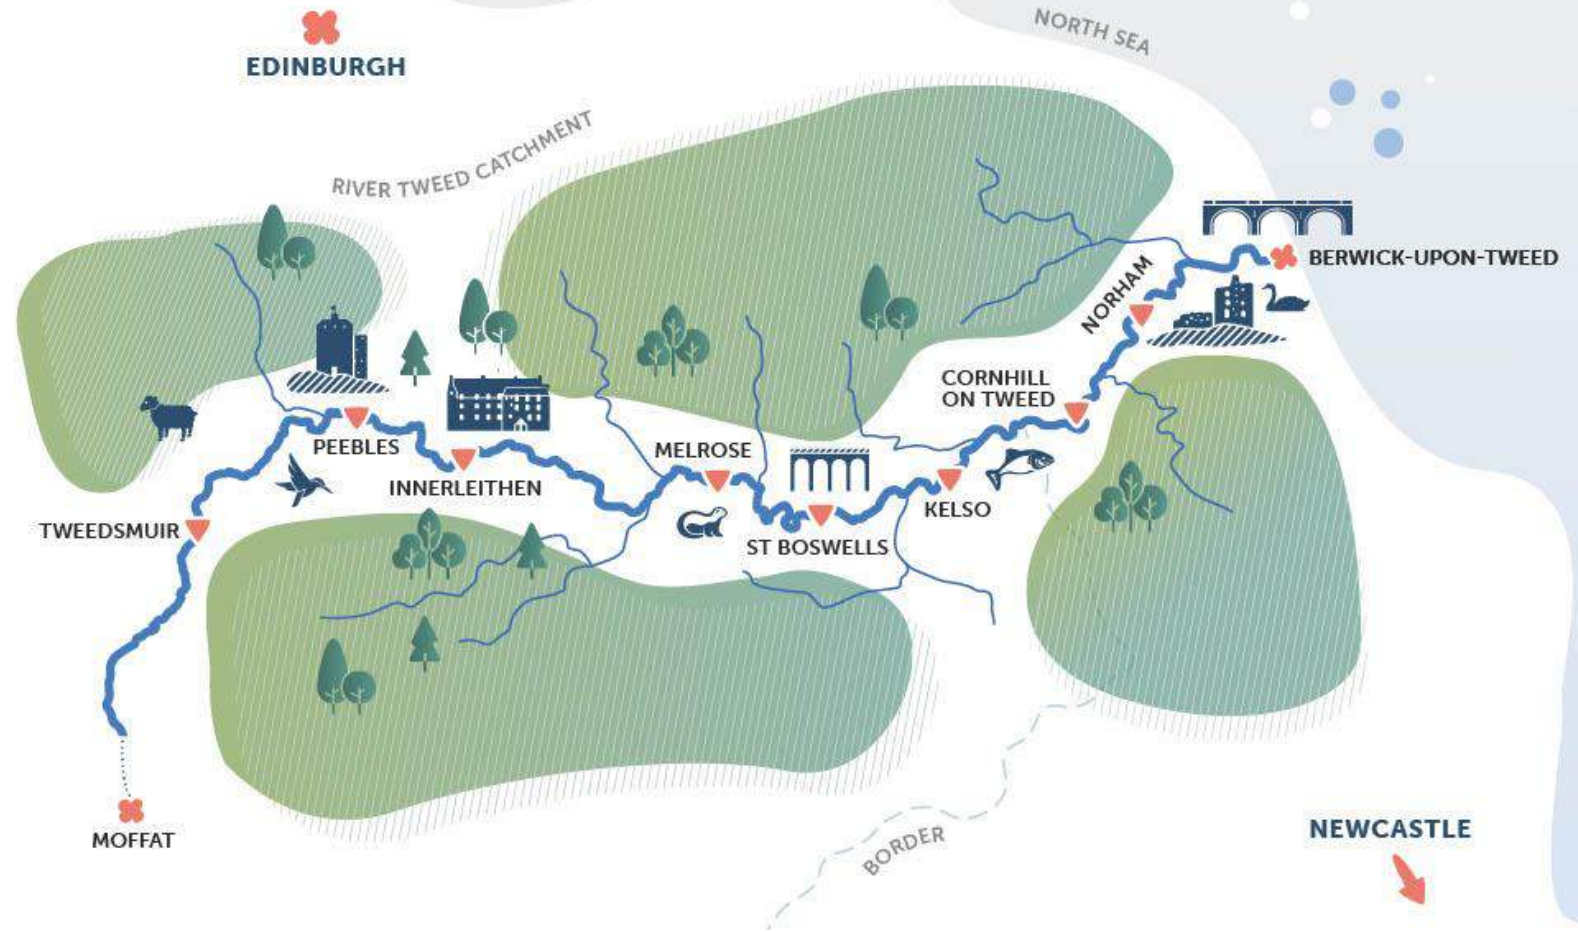 EDINBURGH
NORTH SEA
RIVER TWEED CATCHMENT
BERWICK-UPON-TWEED
NORHAM
CORNHILL
ON TWEED
PEEBLES
MELROSE
INNERLEITHEN
KELSO
TWEEDSMUIR
ST BOSWELLS
MOFFAT
BORDER
NEWCASTLE